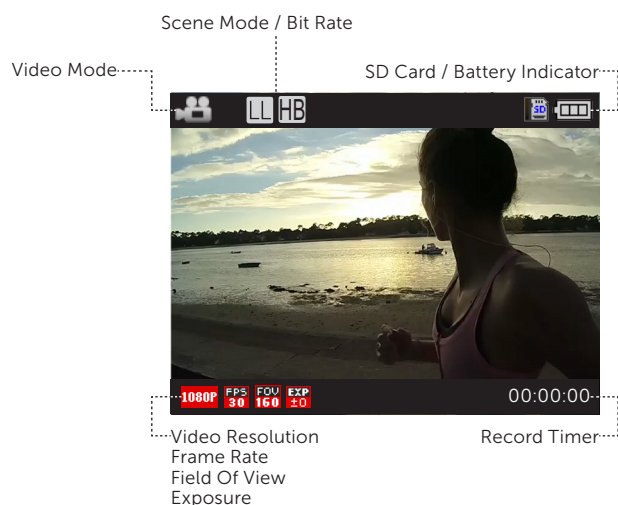 Scene Mode / Bit Rate
Video Mode
SD Card / Battery Indicator
LL HB
SD
1080P FPS 30 FOV 160 EXP ±0
00:00:00
Video Resolution
Record Timer
Frame Rate
Field Of View
Exposure